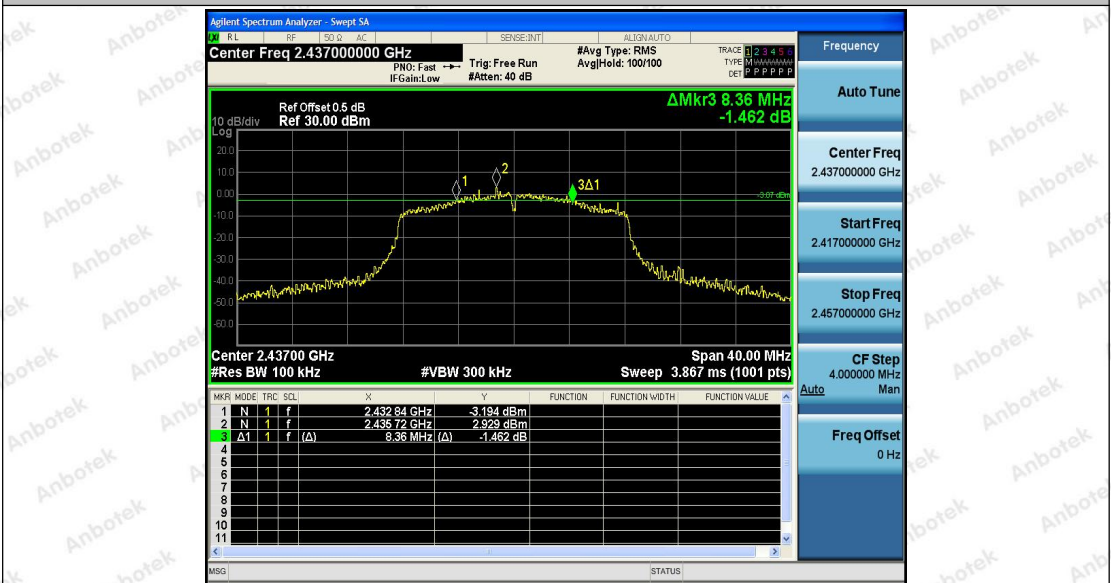 Agilent Spectrum Analyzer - Swept SA
RL RF 50 Ω AC SENSE:INT ALIGNAUTO
Center Freq 2.437000000 GHz
PNO: Fast
IFGain:Low
Trig: Free Run
#Atten: 40 dB
#Avg Type: RMS
Avg|Hold: 100/100
TRACE 1 2 3 4 5 6
TYPE M
DET P P P P P P
Ref Offset 0.5 dB
10 dB/div Ref 30.00 dBm
Log
ΔMkr3 8.36 MHz
-1.462 dB
20.0
10.0
0.00
-10.0
-20.0
-30.0
-40.0
-50.0
-60.0
1
2
3Δ1
-3.07 dBm
Center 2.43700 GHz Span 40.00 MHz
#Res BW 100 kHz #VBW 300 kHz Sweep 3.867 ms (1001 pts)
MKR MODE TRC SCL X Y FUNCTION FUNCTION WIDTH FUNCTION VALUE
1 N 1 f 2.432 84 GHz -3.194 dBm
2 N 1 f 2.435 72 GHz 2.929 dBm
3 Δ1 1 f (Δ) 8.36 MHz (Δ) -1.462 dB
4
5
6
7
8
9
10
11
MSG STATUS
Frequency
Auto Tune
Center Freq
2.437000000 GHz
Start Freq
2.417000000 GHz
Stop Freq
2.457000000 GHz
CF Step
4.000000 MHz
Auto Man
Freq Offset
0 Hz
Anbotek